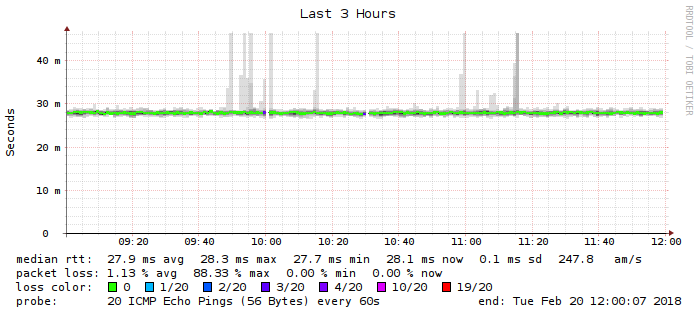 Last 3 Hours
RRDTOOL / TOBI OETIKER
Seconds
40 m
30 m
20 m
10 m
0
09:20 09:40 10:00 10:20 10:40 11:00 11:20 11:40 12:00
median rtt: 27.9 ms avg 28.3 ms max 27.7 ms min 28.1 ms now 0.1 ms sd 247.8 am/s
packet loss: 1.13 % avg 88.33 % max 0.00 % min 0.00 % now
loss color: 0 1/20 2/20 3/20 4/20 10/20 19/20
probe: 20 ICMP Echo Pings (56 Bytes) every 60s end: Tue Feb 20 12:00:07 2018